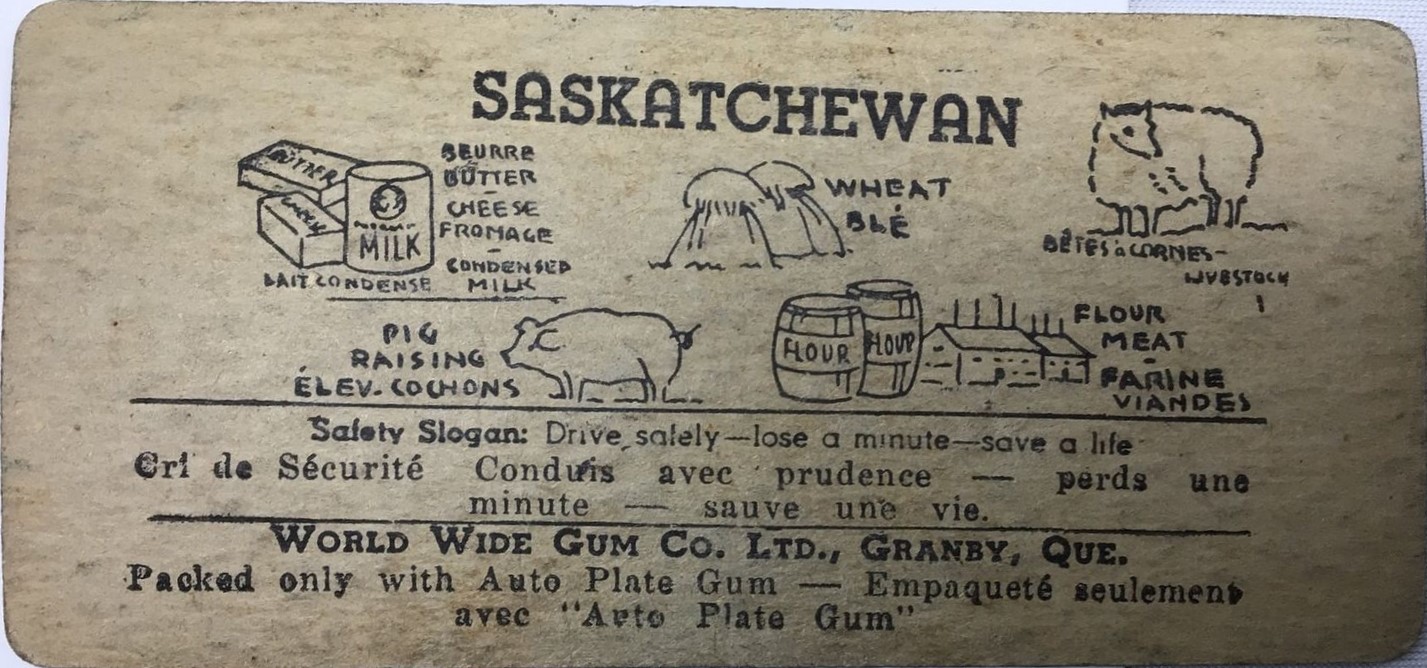 SASKATCHEWAN
BUTTER
MILK
BEURRE
BUTTER
CHEESE
FROMAGE
CONDENSED
MILK
LAIT CONDENSE
WHEAT
BLÉ
BÊTES à CORNES-
LIVESTOCK
PIG
RAISING
ÉLEV. COCHONS
FLOUR
FLOUR
FLOUR
MEAT
FARINE
VIANDES
Safety Slogan: Drive safely—lose a minute—save a life
Cri de Sécurité Conduis avec prudence — perds une
minute — sauve une vie.
WORLD WIDE GUM CO. LTD., GRANBY, QUE.
Packed only with Auto Plate Gum — Empaqueté seulement
avec "Auto Plate Gum"